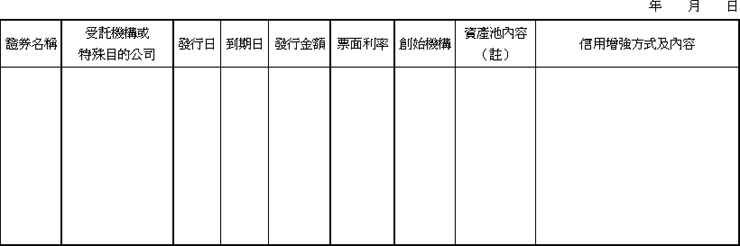 年 月 日
證券名稱 受託機構或特殊目的公司 發行日 到期日 發行金額 票面利率 創始機構 資產池內容（註） 信用增強方式及內容